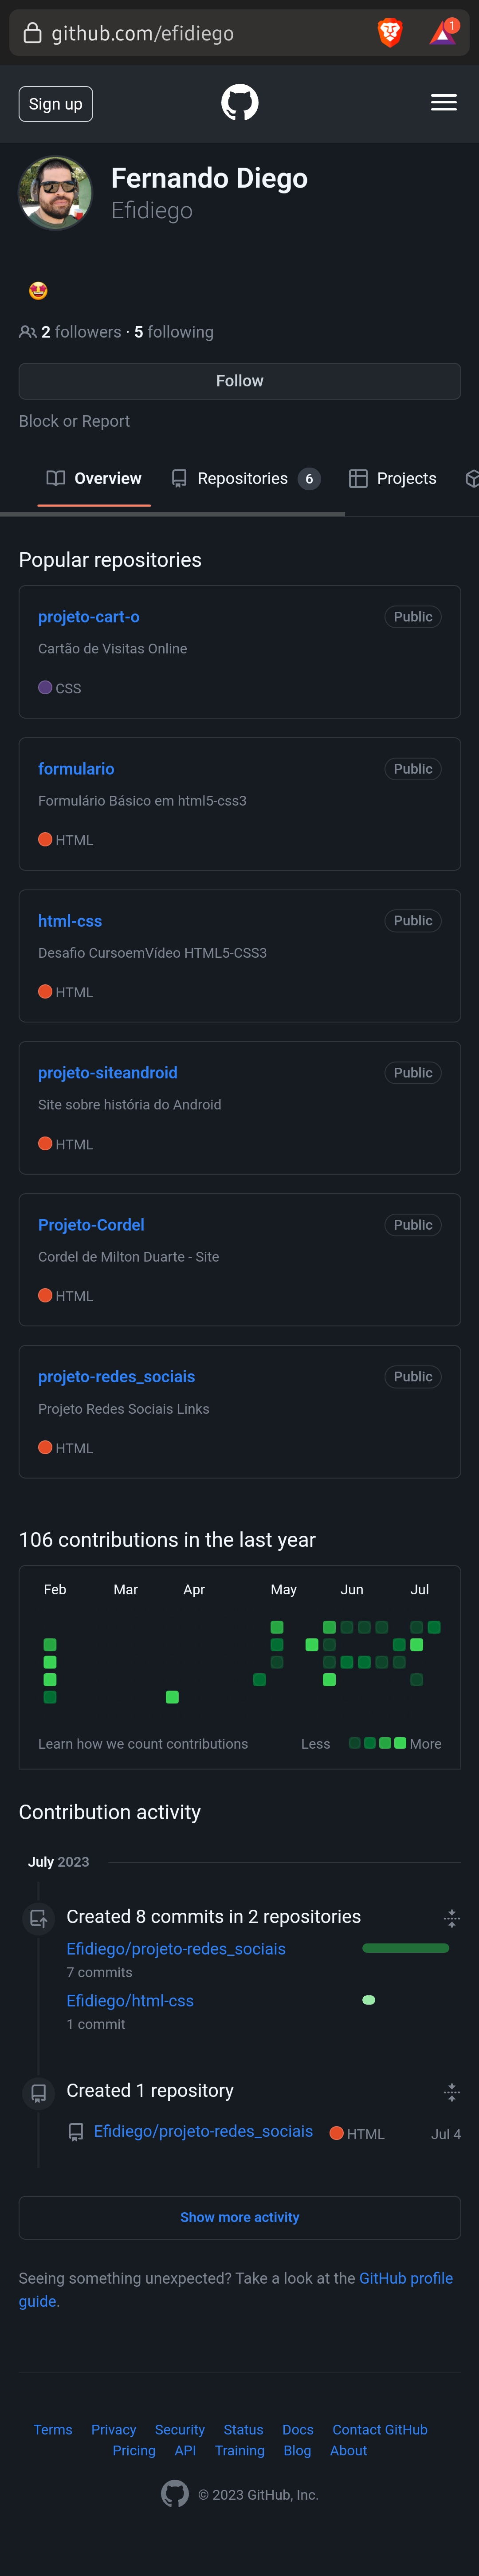 github.com/efidiego
1
Sign up
Fernando Diego
Efidiego
2 followers · 5 following
Follow
Block or Report
Overview Repositories 6 Projects
Popular repositories
projeto-cart-o Public
Cartão de Visitas Online
CSS
formulario Public
Formulário Básico em html5-css3
HTML
html-css Public
Desafio CursoemVídeo HTML5-CSS3
HTML
projeto-siteandroid Public
Site sobre história do Android
HTML
Projeto-Cordel Public
Cordel de Milton Duarte - Site
HTML
projeto-redes_sociais Public
Projeto Redes Sociais Links
HTML
106 contributions in the last year
Feb Mar Apr May Jun Jul
Learn how we count contributions Less More
Contribution activity
July 2023
Created 8 commits in 2 repositories
Efidiego/projeto-redes_sociais
7 commits
Efidiego/html-css
1 commit
Created 1 repository
Efidiego/projeto-redes_sociais HTML Jul 4
Show more activity
Seeing something unexpected? Take a look at the GitHub profile
guide.
Terms Privacy Security Status Docs Contact GitHub
Pricing API Training Blog About
© 2023 GitHub, Inc.